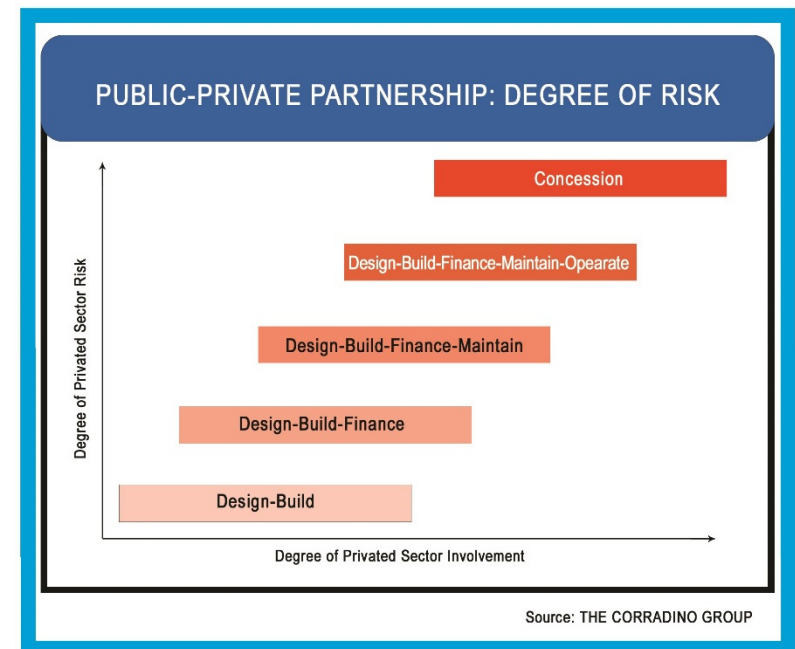 PUBLIC-PRIVATE PARTNERSHIP: DEGREE OF RISK
Concession
Design-Build-Finance-Maintain-Opearate
Design-Build-Finance-Maintain
Design-Build-Finance
Design-Build
Degree of Privated Sector Risk
Degree of Privated Sector Involvement
Source: THE CORRADINO GROUP